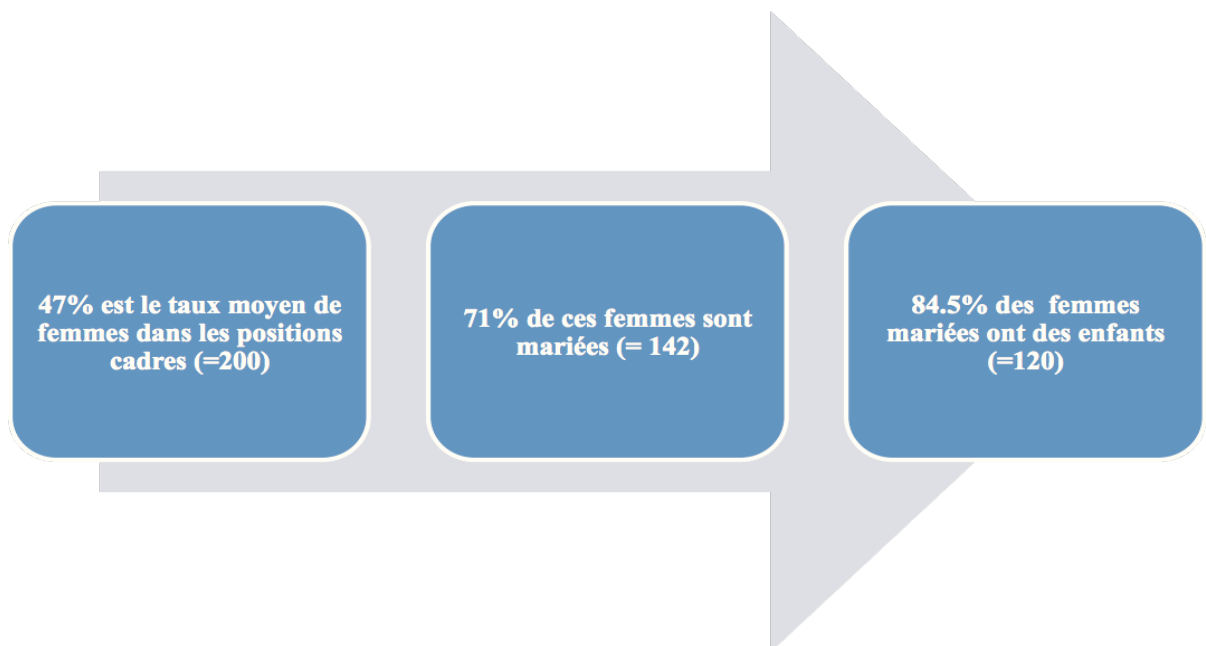 47% est le taux moyen de
femmes dans les positions
cadres (=200)
71% de ces femmes sont
mariées (= 142)
84.5% des  femmes
mariées ont des enfants
(=120)